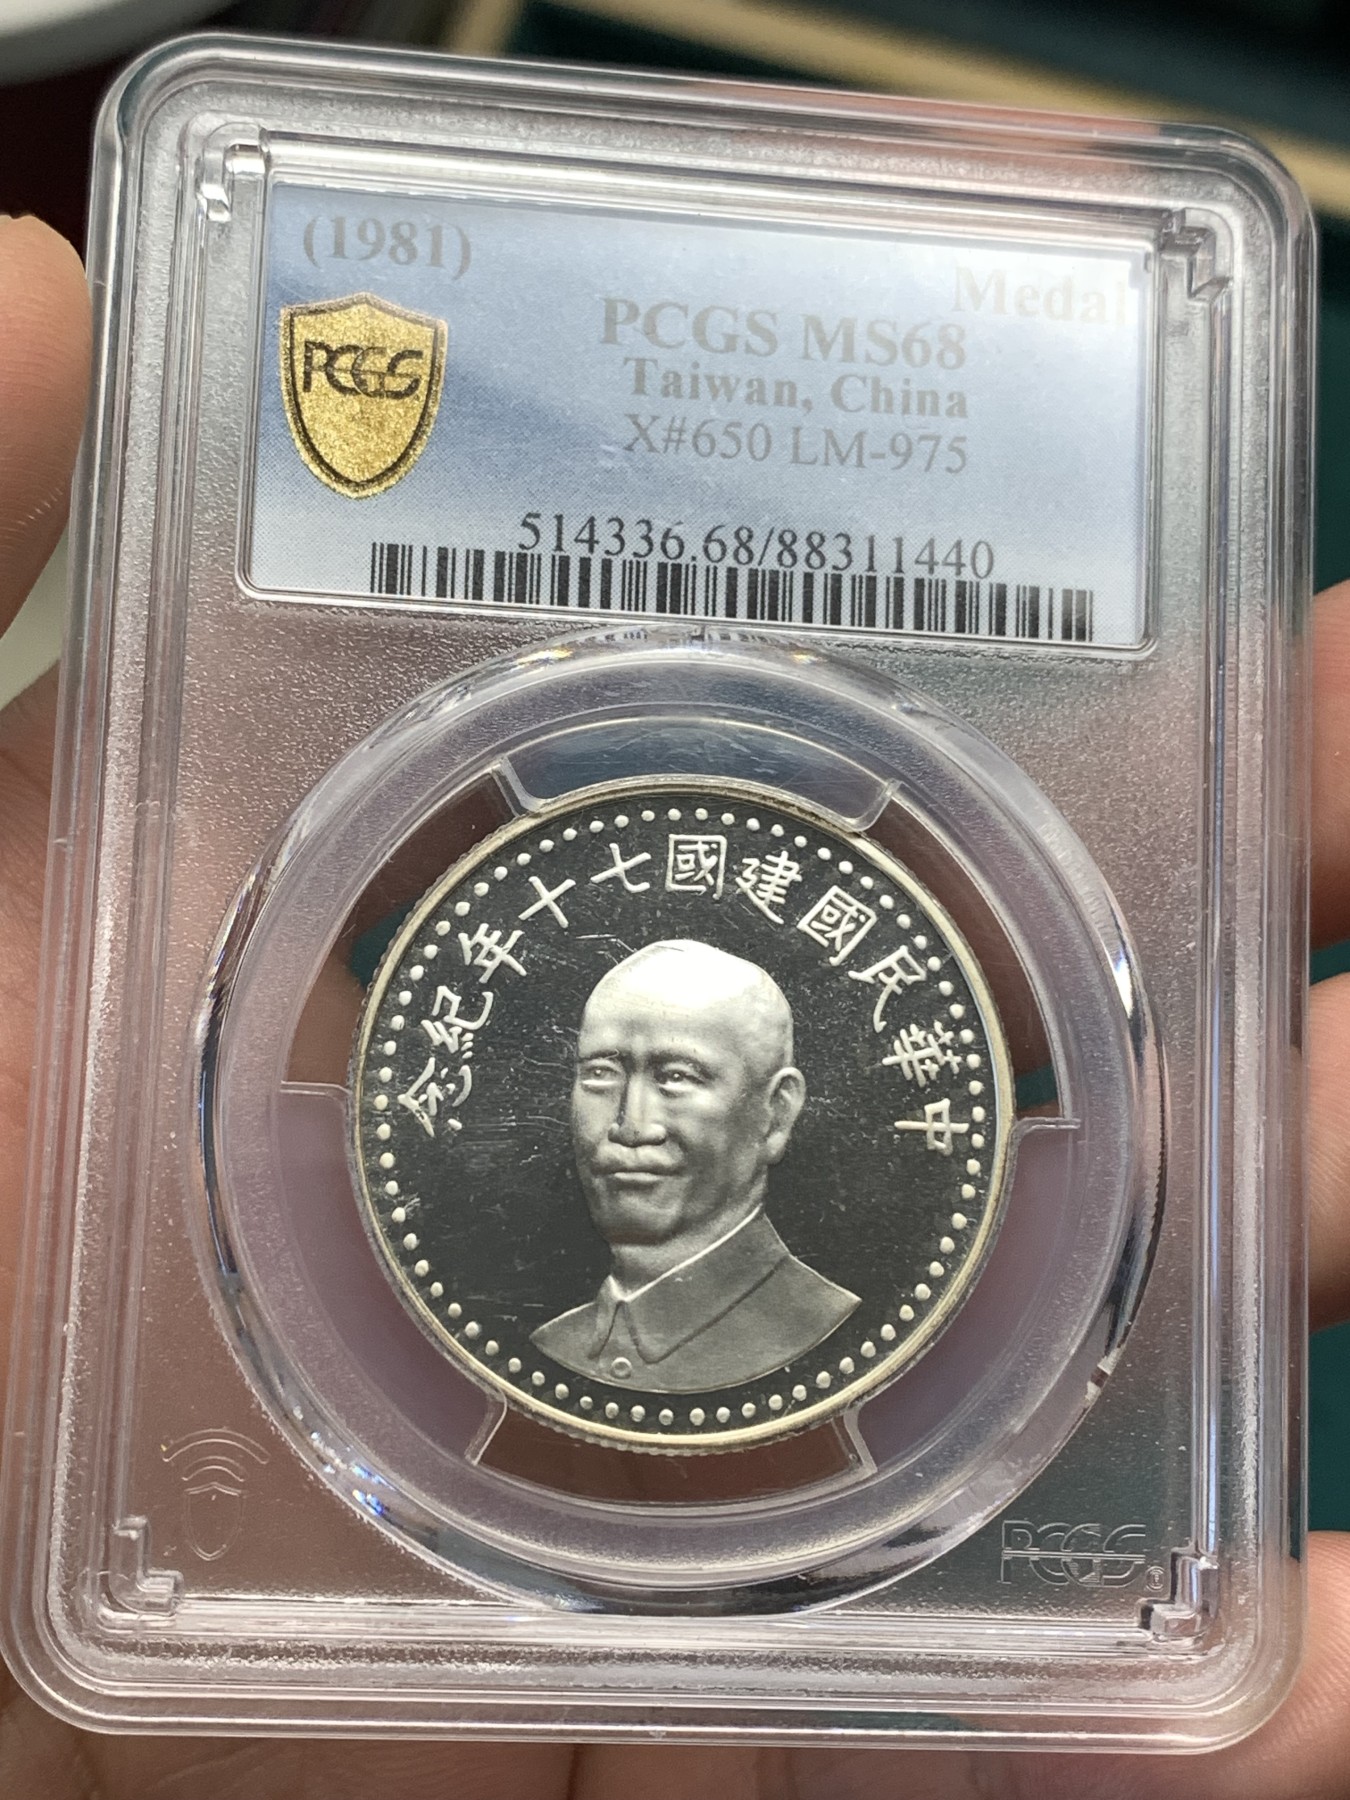 (1981)
Medal
PCGS
PCGS MS68
Taiwan, China
X#650 LM-975
514336.68/88311440
中華民國建國七十年紀念
PCGS